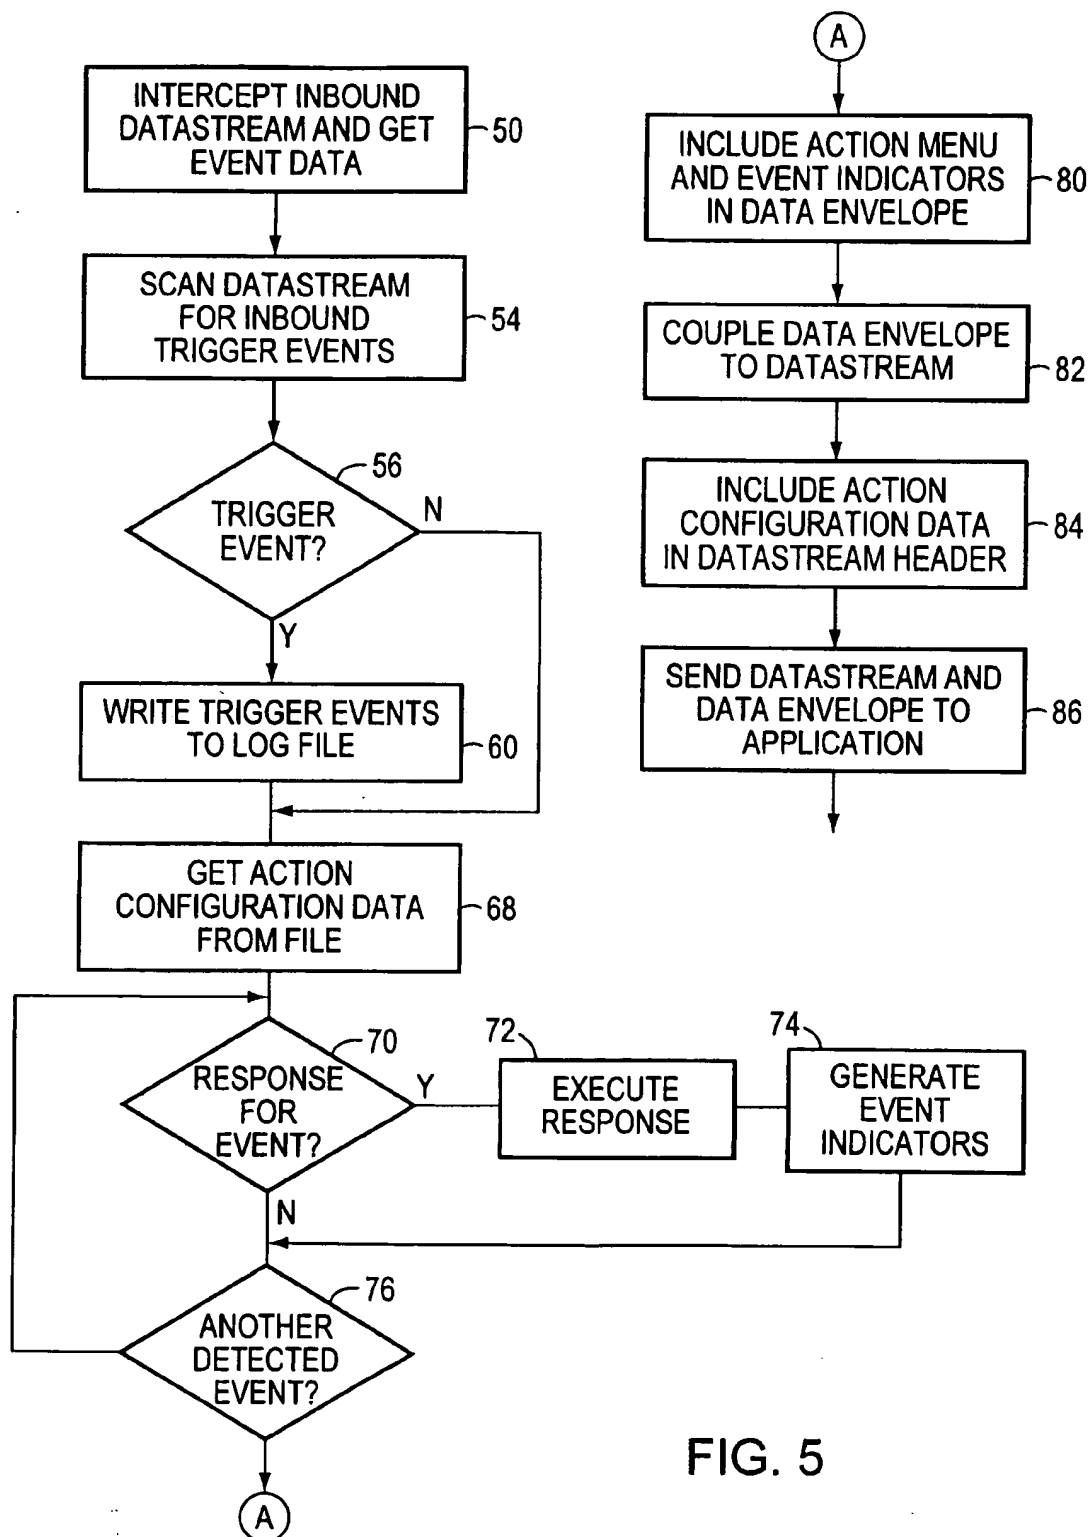 INTERCEPT INBOUND
DATASTREAM AND GET
EVENT DATA
50
SCAN DATASTREAM
FOR INBOUND
TRIGGER EVENTS
54
56
TRIGGER
EVENT?
N
Y
WRITE TRIGGER EVENTS
TO LOG FILE
60
GET ACTION
CONFIGURATION DATA
FROM FILE
68
70
RESPONSE
FOR
EVENT?
Y
N
72
EXECUTE
RESPONSE
74
GENERATE
EVENT
INDICATORS
76
ANOTHER
DETECTED
EVENT?
A
A
INCLUDE ACTION MENU
AND EVENT INDICATORS
IN DATA ENVELOPE
80
COUPLE DATA ENVELOPE
TO DATASTREAM
82
INCLUDE ACTION
CONFIGURATION DATA
IN DATASTREAM HEADER
84
SEND DATASTREAM AND
DATA ENVELOPE TO
APPLICATION
86
FIG. 5